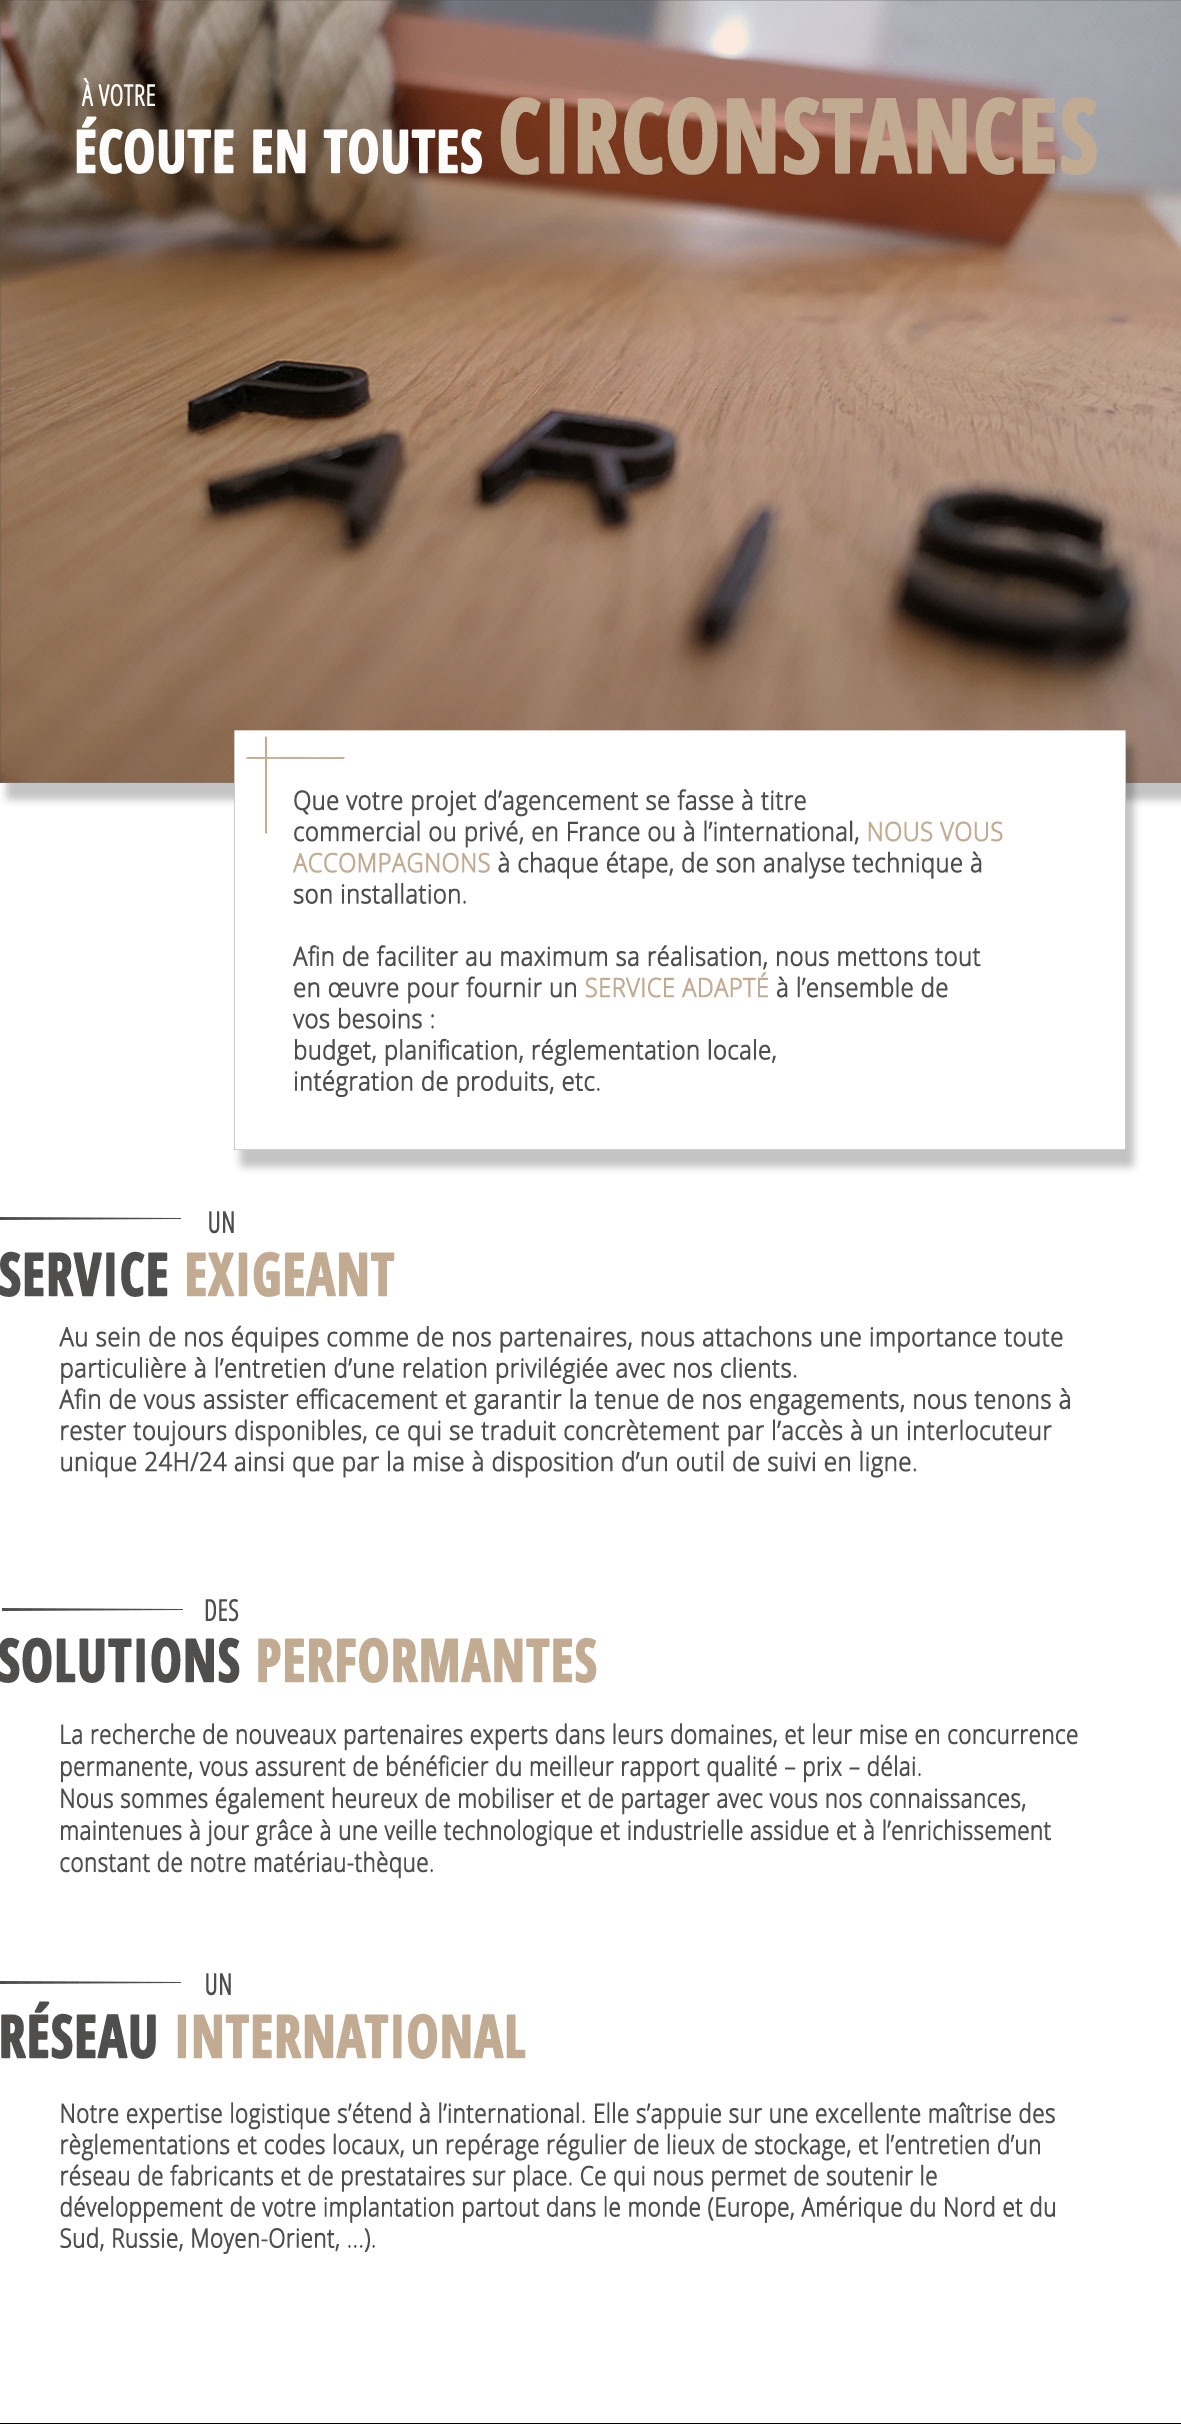 À VOTRE
ÉCOUTE EN TOUTES CIRCONSTANCES
PARIS
Que votre projet d’agencement se fasse à titre
commercial ou privé, en France ou à l’international, NOUS VOUS
ACCOMPAGNONS à chaque étape, de son analyse technique à
son installation.
Afin de faciliter au maximum sa réalisation, nous mettons tout
en œuvre pour fournir un SERVICE ADAPTÉ à l’ensemble de
vos besoins :
budget, planification, réglementation locale,
intégration de produits, etc.
UN
SERVICE EXIGEANT
Au sein de nos équipes comme de nos partenaires, nous attachons une importance toute
particulière à l’entretien d’une relation privilégiée avec nos clients.
Afin de vous assister efficacement et garantir la tenue de nos engagements, nous tenons à
rester toujours disponibles, ce qui se traduit concrètement par l’accès à un interlocuteur
unique 24H/24 ainsi que par la mise à disposition d’un outil de suivi en ligne.
DES
SOLUTIONS PERFORMANTES
La recherche de nouveaux partenaires experts dans leurs domaines, et leur mise en concurrence
permanente, vous assurent de bénéficier du meilleur rapport qualité – prix – délai.
Nous sommes également heureux de mobiliser et de partager avec vous nos connaissances,
maintenues à jour grâce à une veille technologique et industrielle assidue et à l’enrichissement
constant de notre matériau-thèque.
UN
RÉSEAU INTERNATIONAL
Notre expertise logistique s’étend à l’international. Elle s’appuie sur une excellente maîtrise des
règlementations et codes locaux, un repérage régulier de lieux de stockage, et l’entretien d’un
réseau de fabricants et de prestataires sur place. Ce qui nous permet de soutenir le
développement de votre implantation partout dans le monde (Europe, Amérique du Nord et du
Sud, Russie, Moyen-Orient, ...).